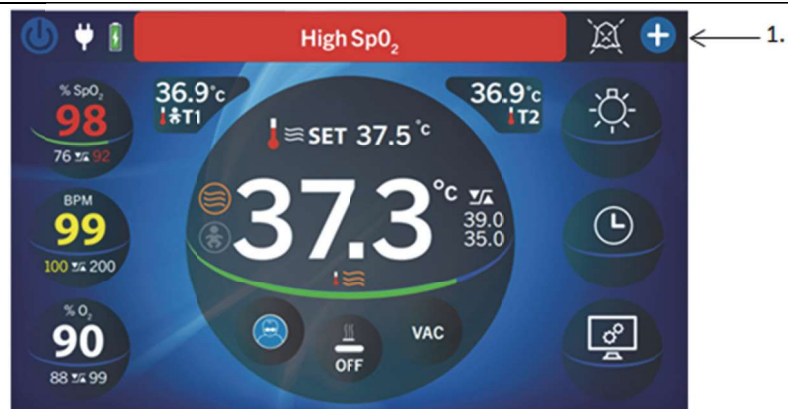 High Sp0₂
1.
% SpO₂
98
76 92
36.9°c
T1
36.9°c
T2
SET 37.5 °c
37.3 °c
39.0
35.0
BPM
99
100 200
% O₂
90
88 99
OFF
VAC